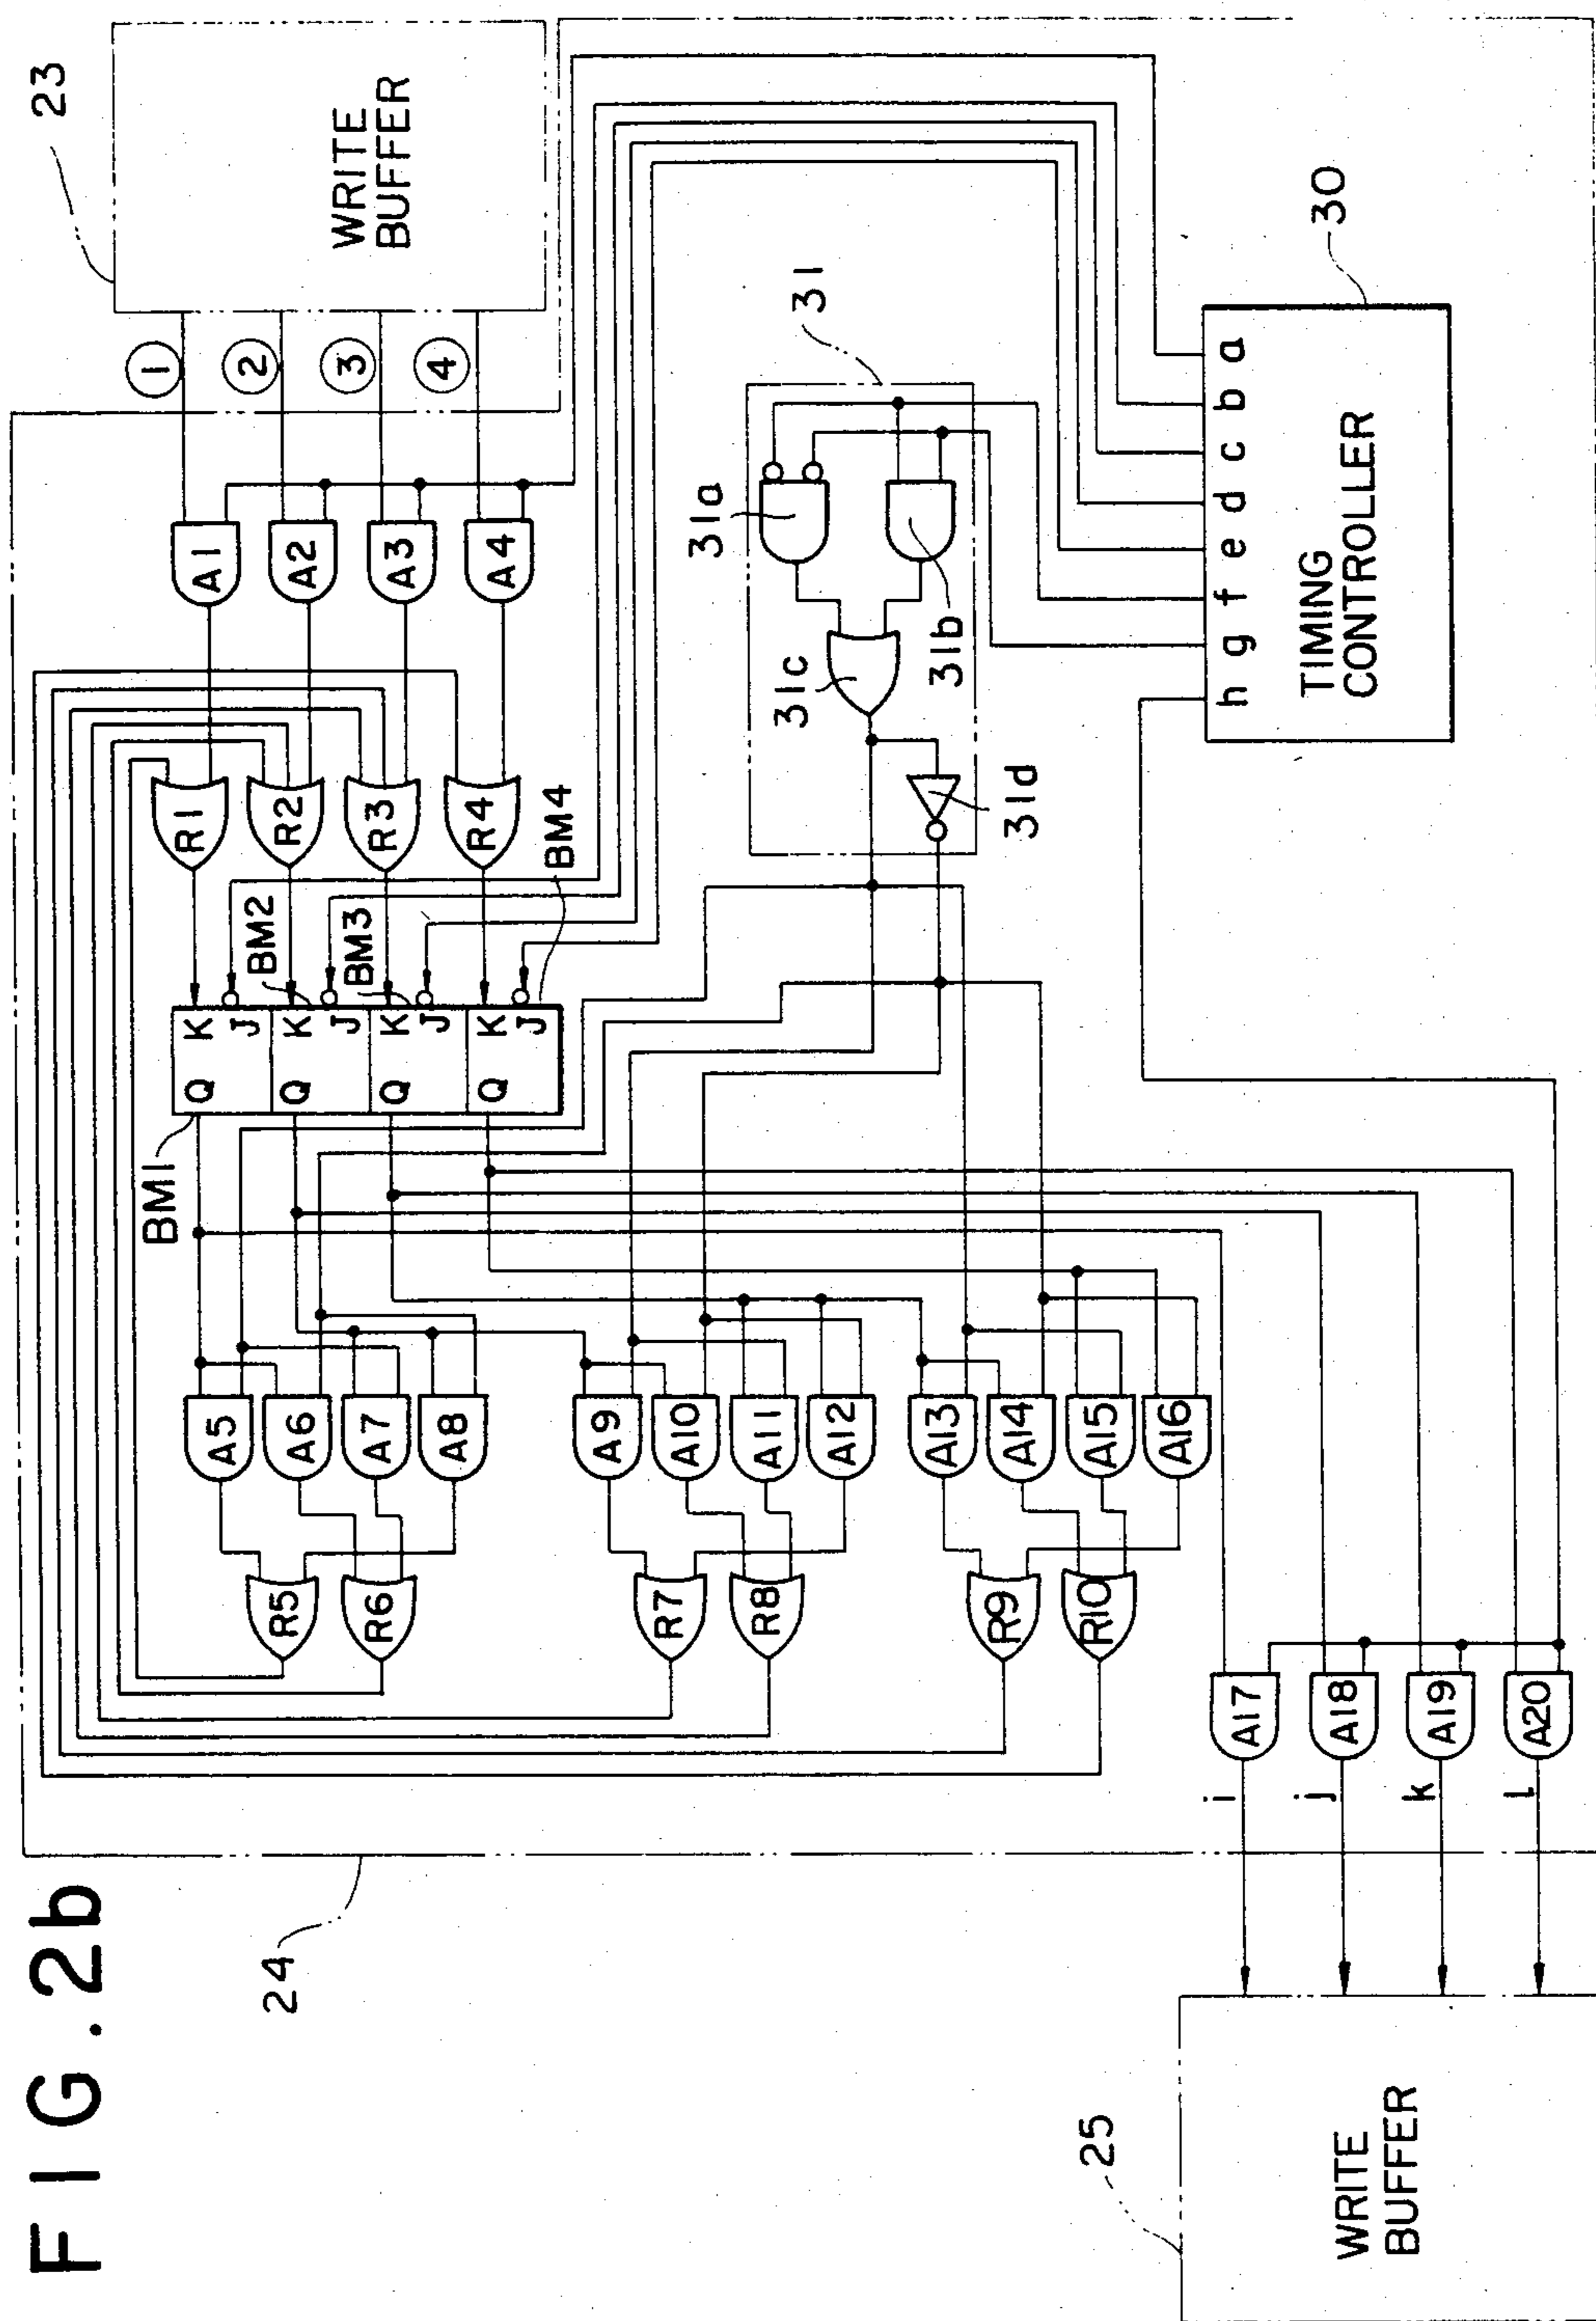 FIG. 2b
23
WRITE
BUFFER
1
2
3
4
A1
A2
A3
A4
R1
R2
R3
R4
BM4
BM2
BM3
K
J
K
J
K
J
K
J
Q
Q
Q
Q
BM1
31
31a
31b
31c
31d
30
a
b
c
d
e
f
g
h
TIMING
CONTROLLER
A5
A6
A7
A8
A9
A10
A11
A12
A13
A14
A15
A16
R5
R6
R7
R8
R9
R10
A17
A18
A19
A20
i
j
k
l
24
25
WRITE
BUFFER